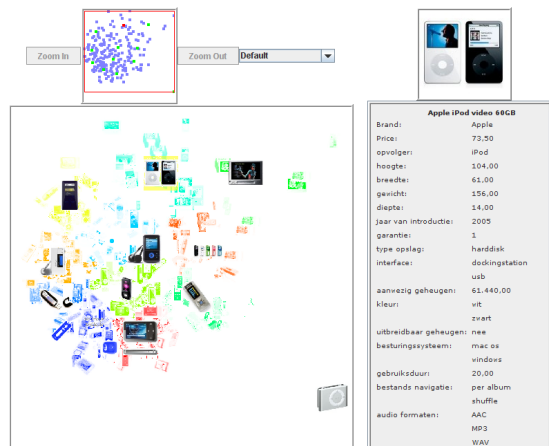 Zoom In
Zoom Out
Default
Apple iPod video 60GB
Brand: Apple
Price: 73,50
opvolger: iPod
hoogte: 104,00
breedte: 61,00
gewicht: 156,00
diepte: 14,00
jaar van introductie: 2005
garantie: 1
type opslag: harddisk
interface: dockingstation
usb
aanwezig geheugen: 61.440,00
kleur: wit
zwart
uitbreidbaar geheugen: nee
besturingssysteem: mac os
windows
gebruiksduur: 20,00
bestands navigatie: per album
shuffle
audio formaten: AAC
MP3
WAV